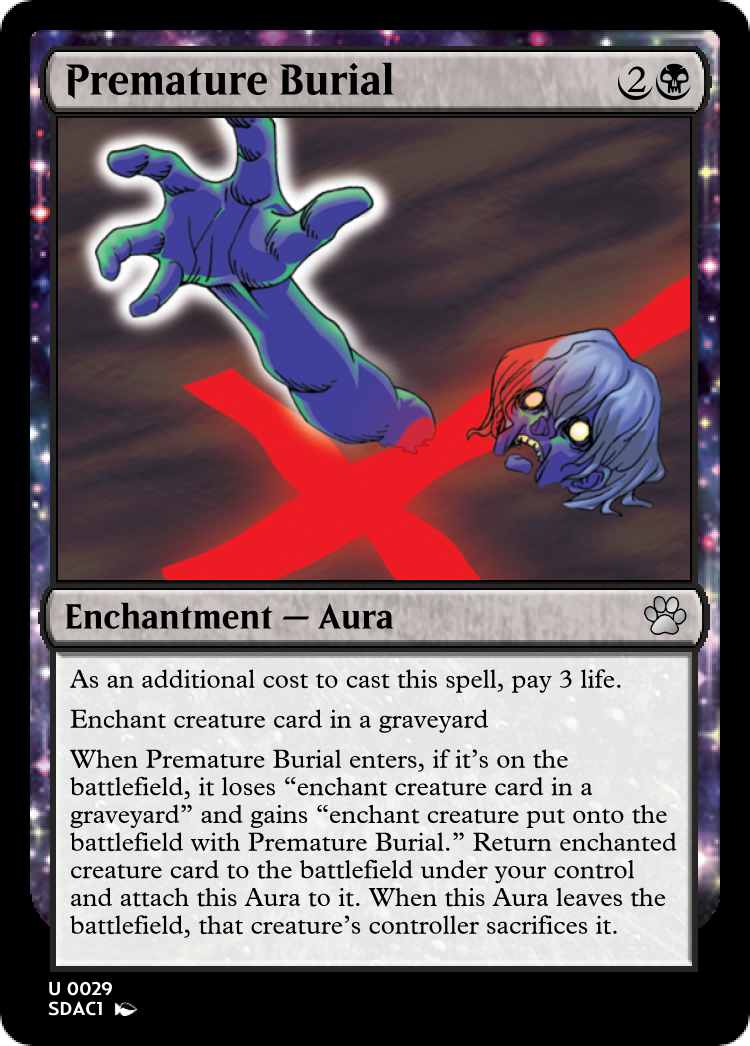 Premature Burial
2
Enchantment — Aura
As an additional cost to cast this spell, pay 3 life.
Enchant creature card in a graveyard
When Premature Burial enters, if it’s on the
battlefield, it loses “enchant creature card in a
graveyard” and gains “enchant creature put onto the
battlefield with Premature Burial.” Return enchanted
creature card to the battlefield under your control
and attach this Aura to it. When this Aura leaves the
battlefield, that creature’s controller sacrifices it.
U 0029
SDAC1